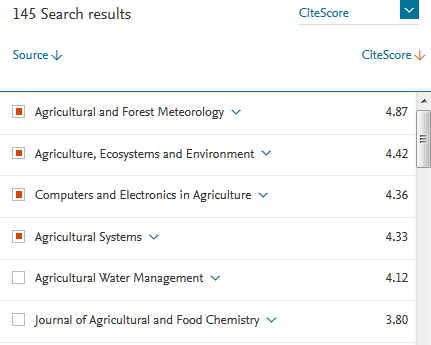 145 Search results
CiteScore
Source CiteScore
Agricultural and Forest Meteorology 4.87
Agriculture, Ecosystems and Environment 4.42
Computers and Electronics in Agriculture 4.36
Agricultural Systems 4.33
Agricultural Water Management 4.12
Journal of Agricultural and Food Chemistry 3.80